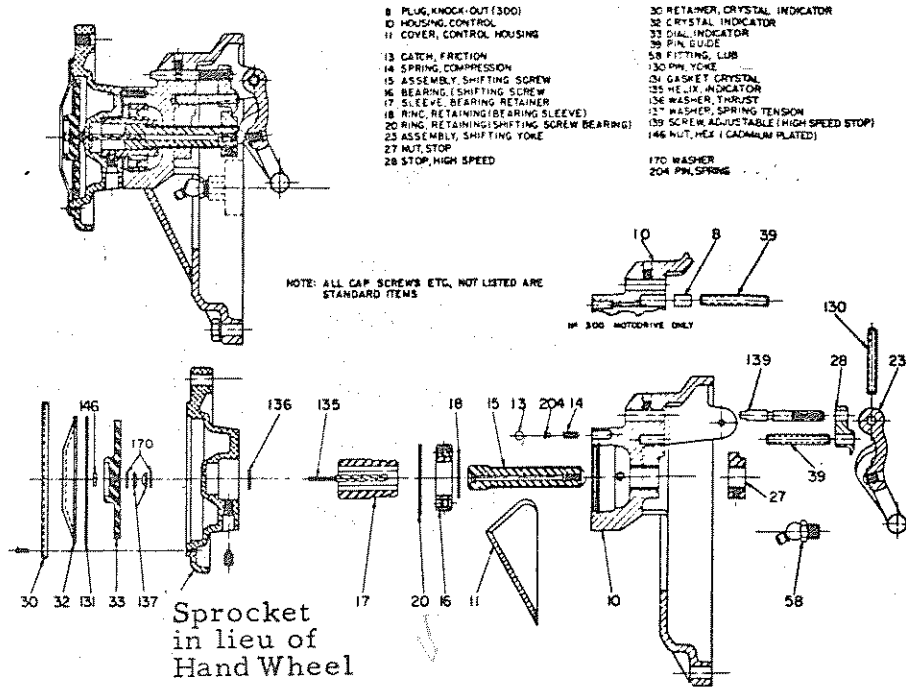 8 PLUG, KNOCK-OUT (300)
10 HOUSING, CONTROL
11 COVER, CONTROL HOUSING
13 CATCH, FRICTION
14 SPRING, COMPRESSION
15 ASSEMBLY, SHIFTING SCREW
16 BEARING, (SHIFTING SCREW
17 SLEEVE, BEARING RETAINER
18 RING, RETAINING (BEARING SLEEVE)
20 RING, RETAINING (SHIFTING SCREW BEARING)
23 ASSEMBLY, SHIFTING YOKE
27 NUT, STOP
28 STOP, HIGH SPEED
30 RETAINER, CRYSTAL INDICATOR
32 CRYSTAL INDICATOR
33 DIAL, INDICATOR
39 PIN, GUIDE
58 FITTING, LUB
130 PIN, YOKE
131 GASKET CRYSTAL
135 HELIX, INDICATOR
136 WASHER, THRUST
137 WASHER, SPRING TENSION
139 SCREW, ADJUSTABLE (HIGH SPEED STOP)
146 NUT, HEX (CADMIUM PLATED)
170 WASHER
204 PIN, SPRING
NOTE: ALL CAP SCREWS ETC, NOT LISTED ARE
STANDARD ITEMS
10 8 39
Nº 300 MOTODRIVE ONLY
130
139 28 23
146 170 136 135 18 15 13 204 14
39
27
30 32 131 33 137 17 20 16 11 10 58
Sprocket
in lieu of
Hand Wheel